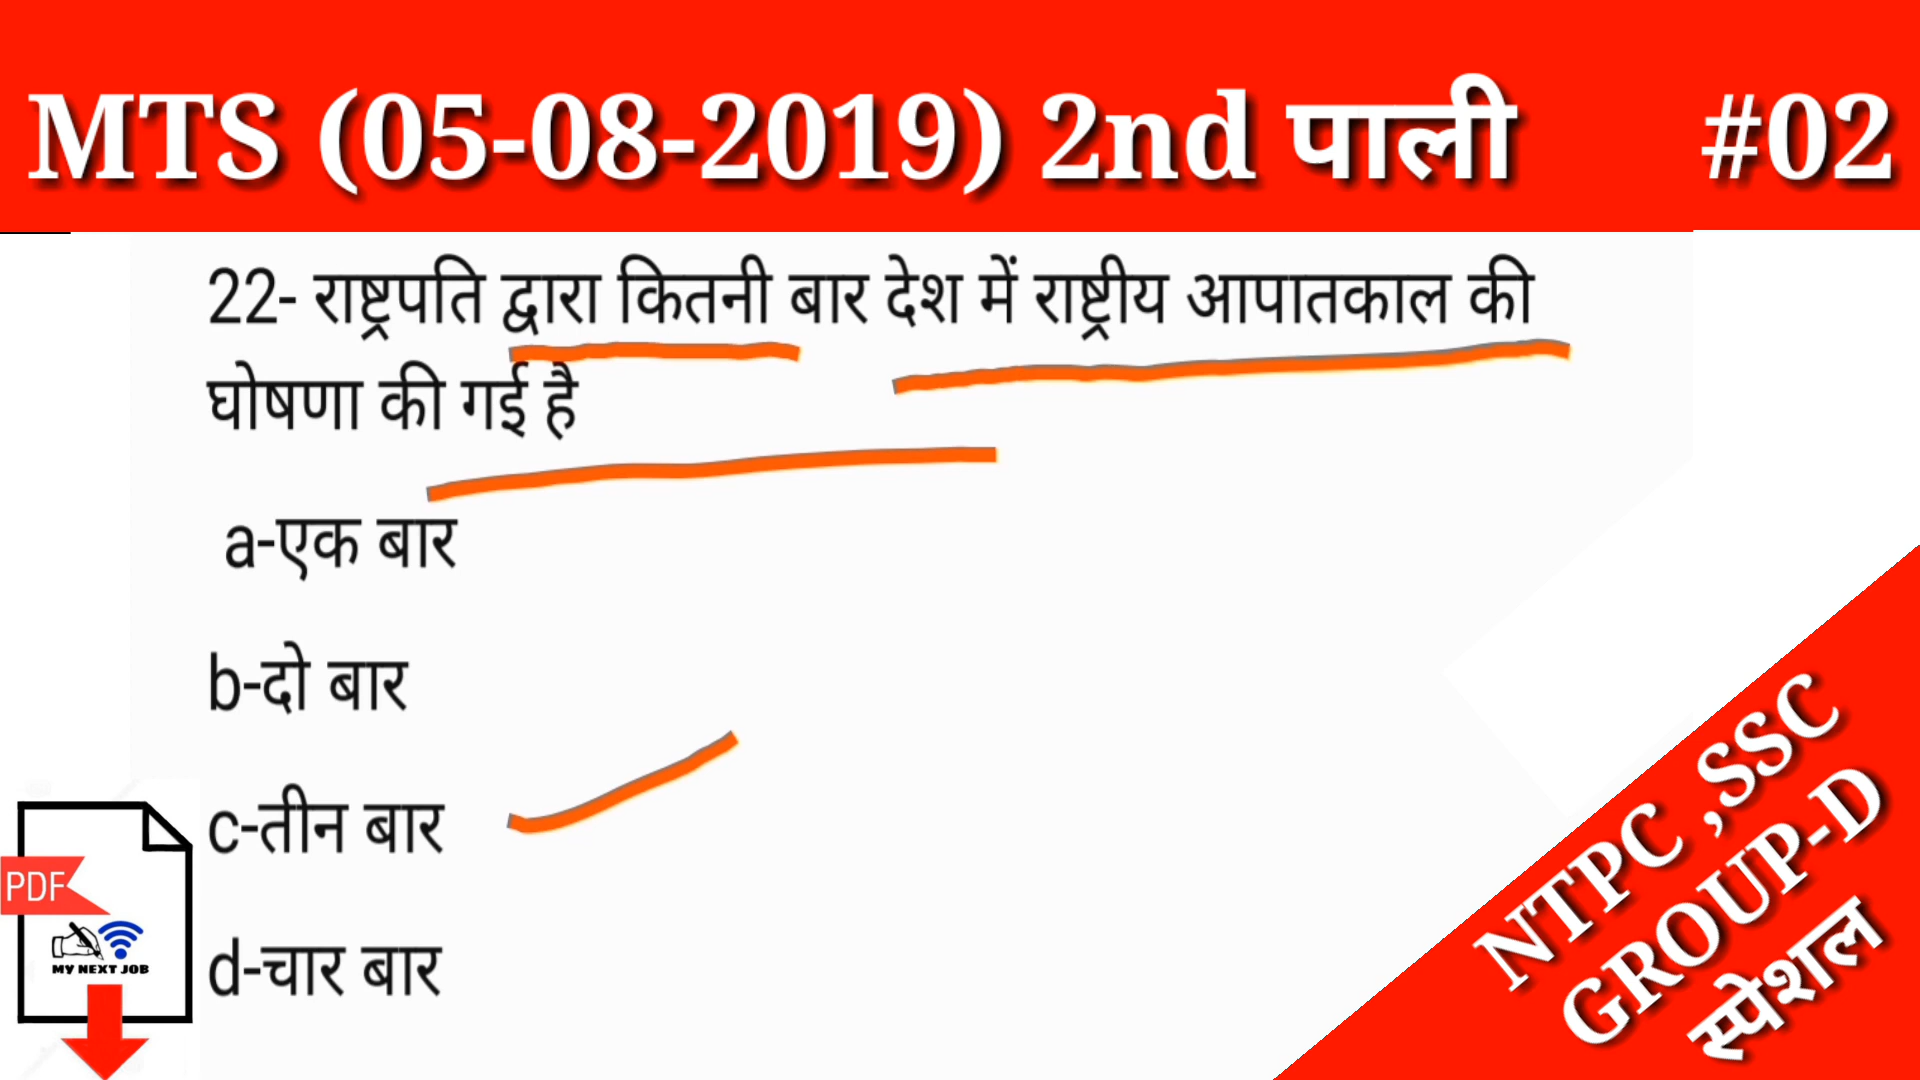 MTS (05-08-2019) 2nd पाली #02
22- राष्ट्रपति द्वारा कितनी बार देश में राष्ट्रीय आपातकाल की
घोषणा की गई है
a-एक बार
b-दो बार
c-तीन बार
d-चार बार
PDF
MY NEXT JOB
NTPC ,SSC
GROUP-D
स्पेशल